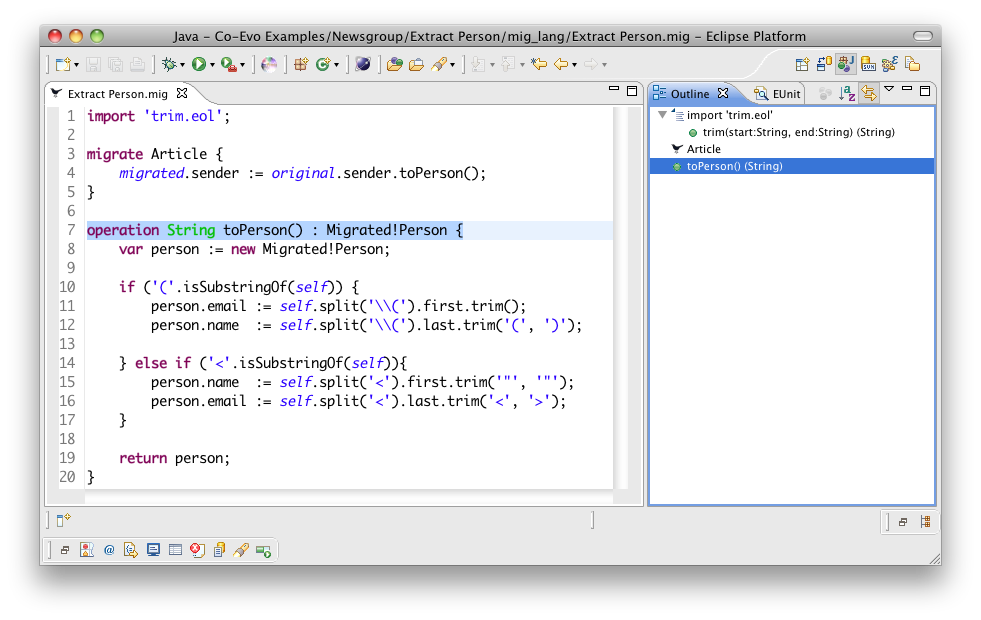 Java – Co-Evo Examples/Newsgroup/Extract Person/mig_lang/Extract Person.mig – Eclipse Platform
Extract Person.mig
Outline
EUnit
1 import 'trim.eol';
2
3 migrate Article {
4 migrated.sender := original.sender.toPerson();
5 }
6
7 operation String toPerson() : Migrated!Person {
8 var person := new Migrated!Person;
9
10 if ('('.isSubstringOf(self)) {
11 person.email := self.split('\\(').first.trim();
12 person.name  := self.split('\\(').last.trim('(', ')');
13
14 } else if ('<'.isSubstringOf(self)){
15 person.name  := self.split('<').first.trim('"', '"');
16 person.email := self.split('<').last.trim('<', '>');
17 }
18
19 return person;
20 }
import 'trim.eol'
trim(start:String, end:String) (String)
Article
toPerson() (String)